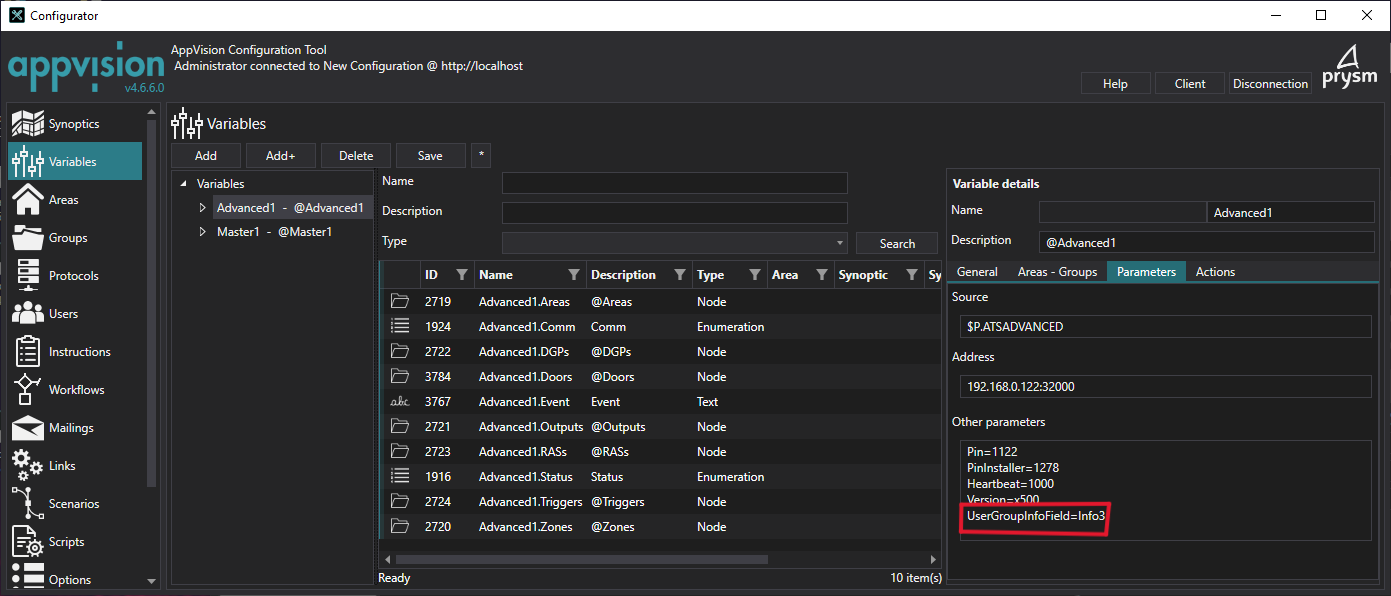 Configurator
appvision
v4.6.6.0
AppVision Configuration Tool
Administrator connected to New Configuration @ http://localhost
Help Client Disconnection
prysm
Synoptics
Variables
Areas
Groups
Protocols
Users
Instructions
Workflows
Mailings
Links
Scenarios
Scripts
Options
Variables
Add Add+ Delete Save *
Variables
Advanced1 - @Advanced1
Master1 - @Master1
Name
Description
Type
Search
ID Name Description Type Area Synoptic Sy
2719 Advanced1.Areas @Areas Node
1924 Advanced1.Comm Comm Enumeration
2722 Advanced1.DGPs @DGPs Node
3784 Advanced1.Doors @Doors Node
abc 3767 Advanced1.Event Event Text
2721 Advanced1.Outputs @Outputs Node
2723 Advanced1.RASs @RASs Node
1916 Advanced1.Status Status Enumeration
2724 Advanced1.Triggers @Triggers Node
2720 Advanced1.Zones @Zones Node
Ready 10 item(s)
Variable details
Name Advanced1
Description @Advanced1
General Areas - Groups Parameters Actions
Source
$P.ATSADVANCED
Address
192.168.0.122:32000
Other parameters
Pin=1122
PinInstaller=1278
Heartbeat=1000
Version=x500
UserGroupInfoField=Info3